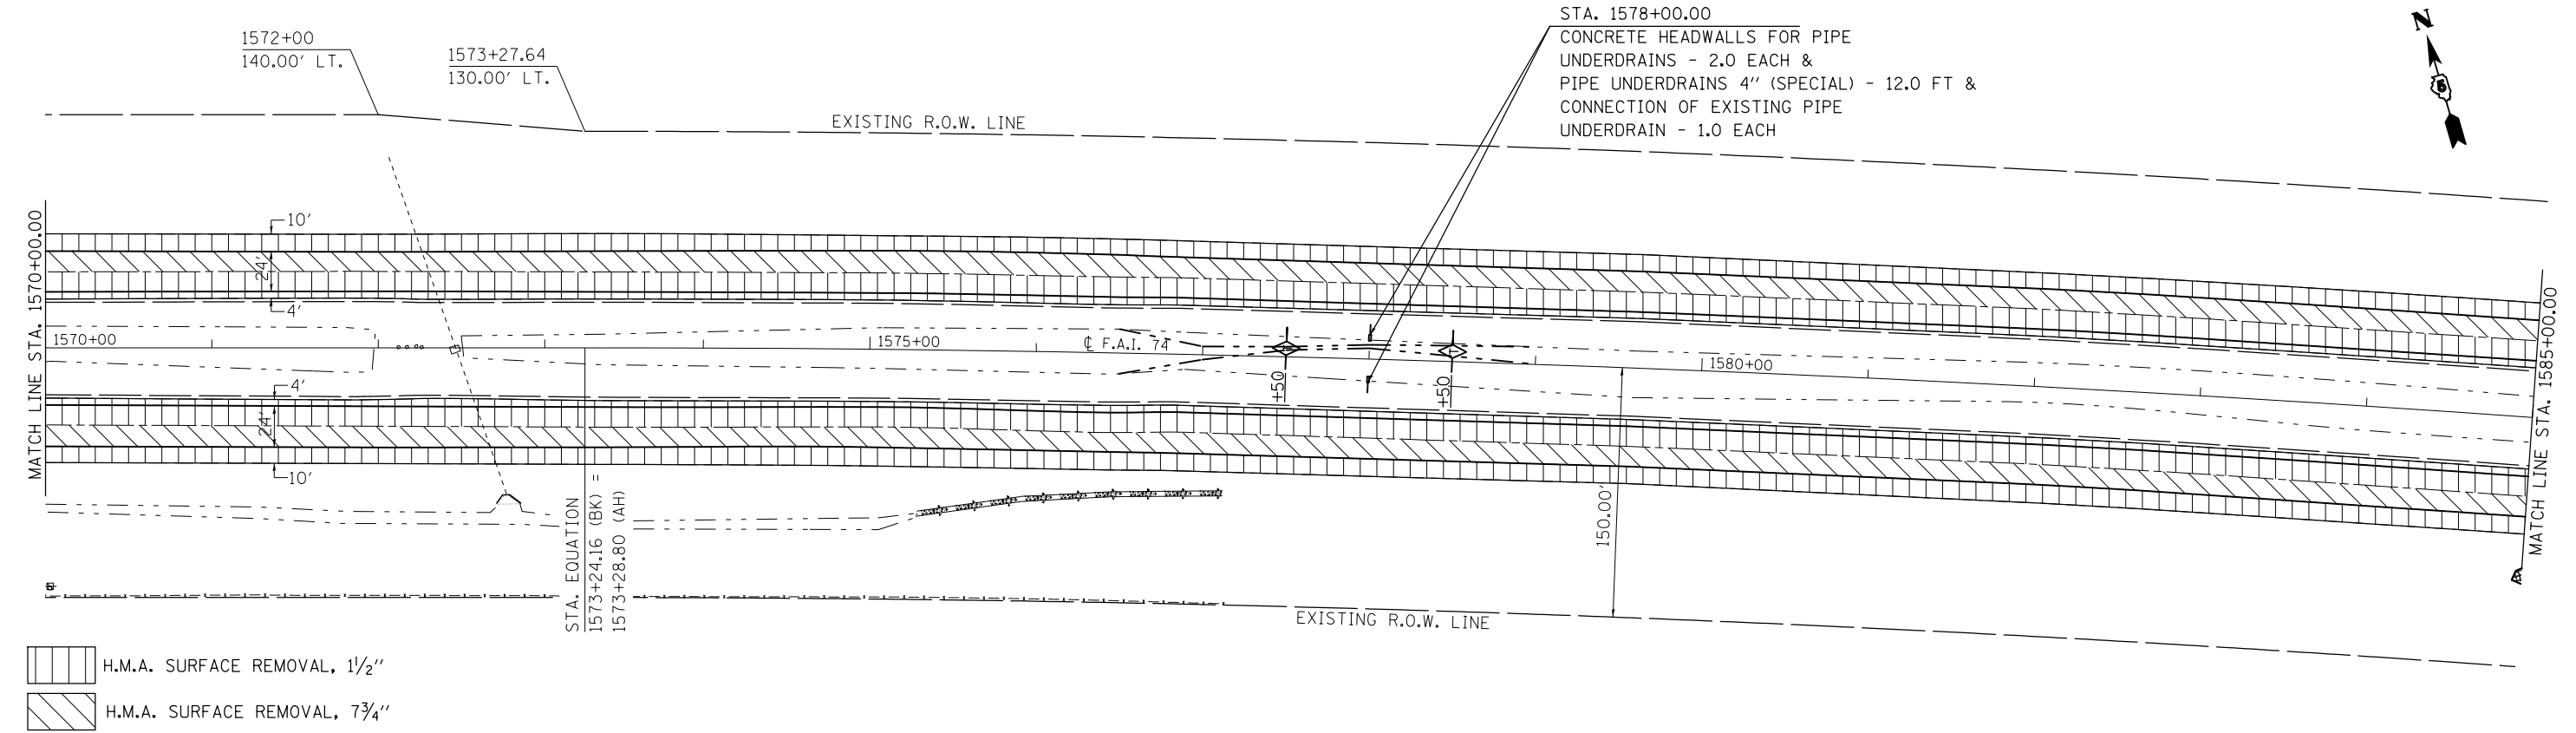 STA. 1578+00.00
CONCRETE HEADWALLS FOR PIPE
UNDERDRAINS - 2.0 EACH &
PIPE UNDERDRAINS 4" (SPECIAL) - 12.0 FT &
CONNECTION OF EXISTING PIPE
UNDERDRAIN - 1.0 EACH
N
5
1572+00
140.00' LT.
1573+27.64
130.00' LT.
EXISTING R.O.W. LINE
MATCH LINE STA. 1570+00.00
10'
24'
4'
1570+00
1575+00
℄ F.A.I. 74
1580+00
+50
+50
4'
24'
10'
150.00'
STA. EQUATION
1573+24.16 (BK) =
1573+28.80 (AH)
MATCH LINE STA. 1585+00.00
EXISTING R.O.W. LINE
H.M.A. SURFACE REMOVAL, 1½"
H.M.A. SURFACE REMOVAL, 7¾"